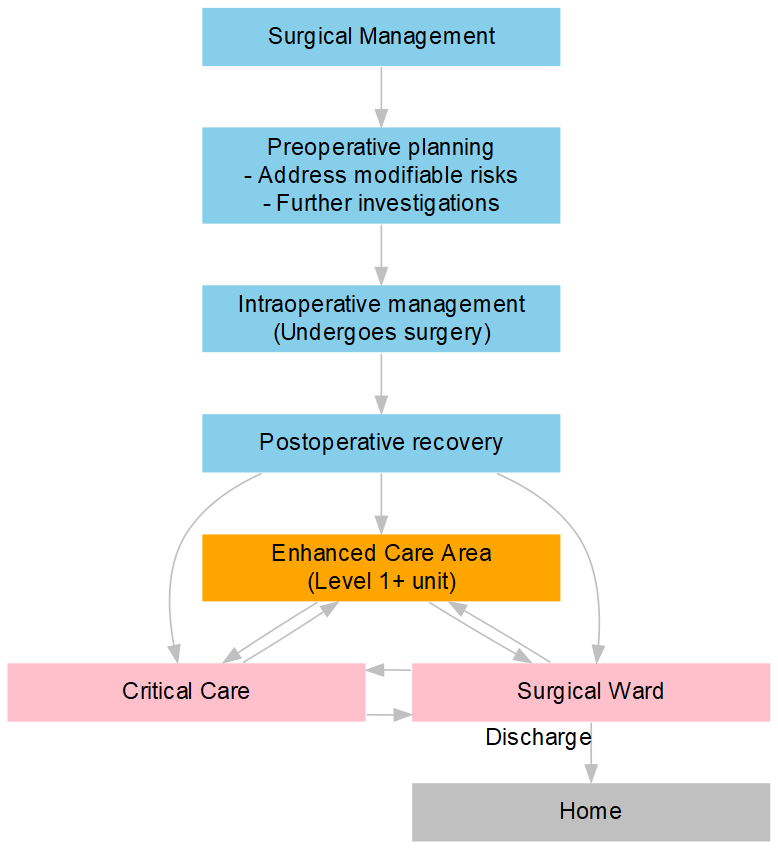 Surgical Management
Preoperative planning
- Address modifiable risks
- Further investigations
Intraoperative management
(Undergoes surgery)
Postoperative recovery
Enhanced Care Area
(Level 1+ unit)
Critical Care
Surgical Ward
Discharge
Home